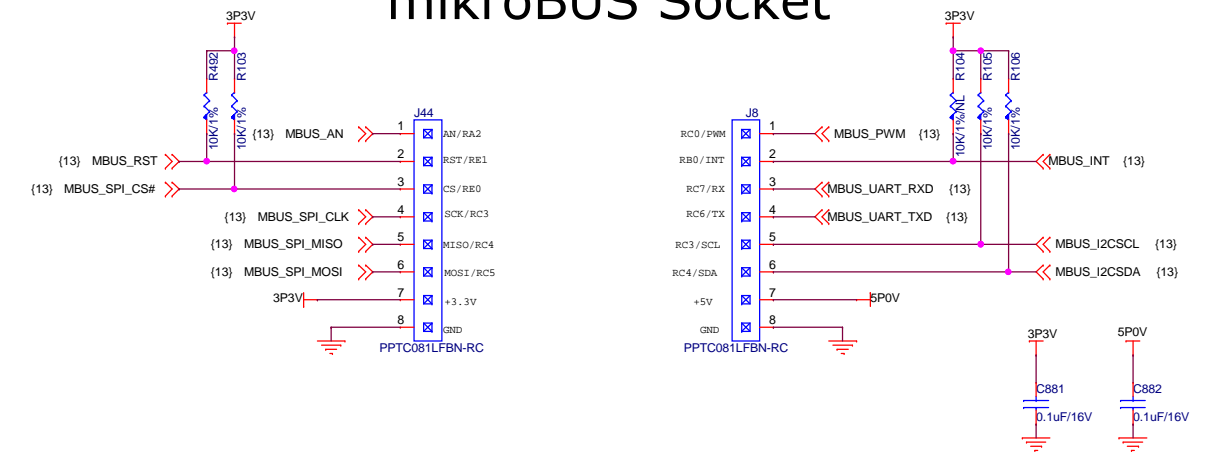 mikroBUS Socket
3P3V
R492
R103
10K/1%
10K/1%
J44
{13} MBUS_AN 1 AN/RA2
{13} MBUS_RST 2 RST/RE1
{13} MBUS_SPI_CS# 3 CS/RE0
{13} MBUS_SPI_CLK 4 SCK/RC3
{13} MBUS_SPI_MISO 5 MISO/RC4
{13} MBUS_SPI_MOSI 6 MOSI/RC5
3P3V 7 +3.3V
8 GND
PPTC081LFBN-RC
3P3V
R104
R105
R106
10K/1%/NL
10K/1%
10K/1%
J8
RC0/PWM 1 MBUS_PWM {13}
RB0/INT 2 MBUS_INT {13}
RC7/RX 3 MBUS_UART_RXD {13}
RC6/TX 4 MBUS_UART_TXD {13}
RC3/SCL 5 MBUS_I2CSCL {13}
RC4/SDA 6 MBUS_I2CSDA {13}
+5V 7 5P0V
GND 8
PPTC081LFBN-RC
3P3V
C881
0.1uF/16V
5P0V
C882
0.1uF/16V